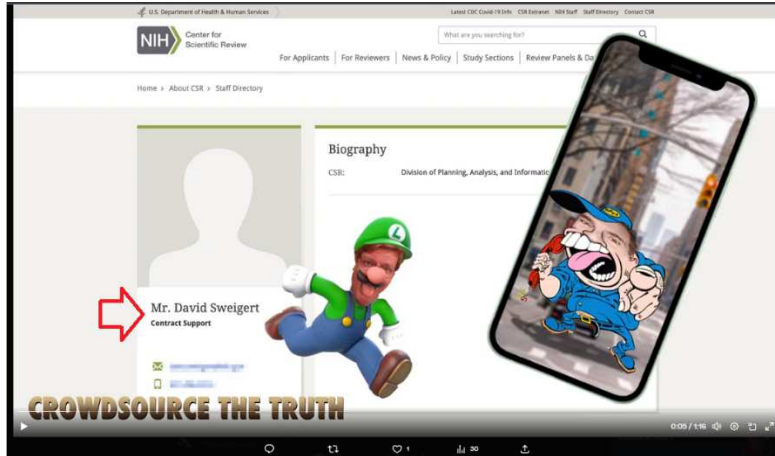 U.S. Department of Health & Human Services
Latest CDC Covid-19 Info CSR Extranet NIH Staff Staff Directory Contact CSR
NIH Center for
Scientific Review
What are you searching for?
For Applicants | For Reviewers | News & Policy | Study Sections | Review Panels & Da
Home > About CSR > Staff Directory
Biography
CSR: Division of Planning, Analysis, and Informatic
L
Mr. David Sweigert
Contract Support
CROWDSOURCE THE TRUTH
0:05 / 1:16
1
30